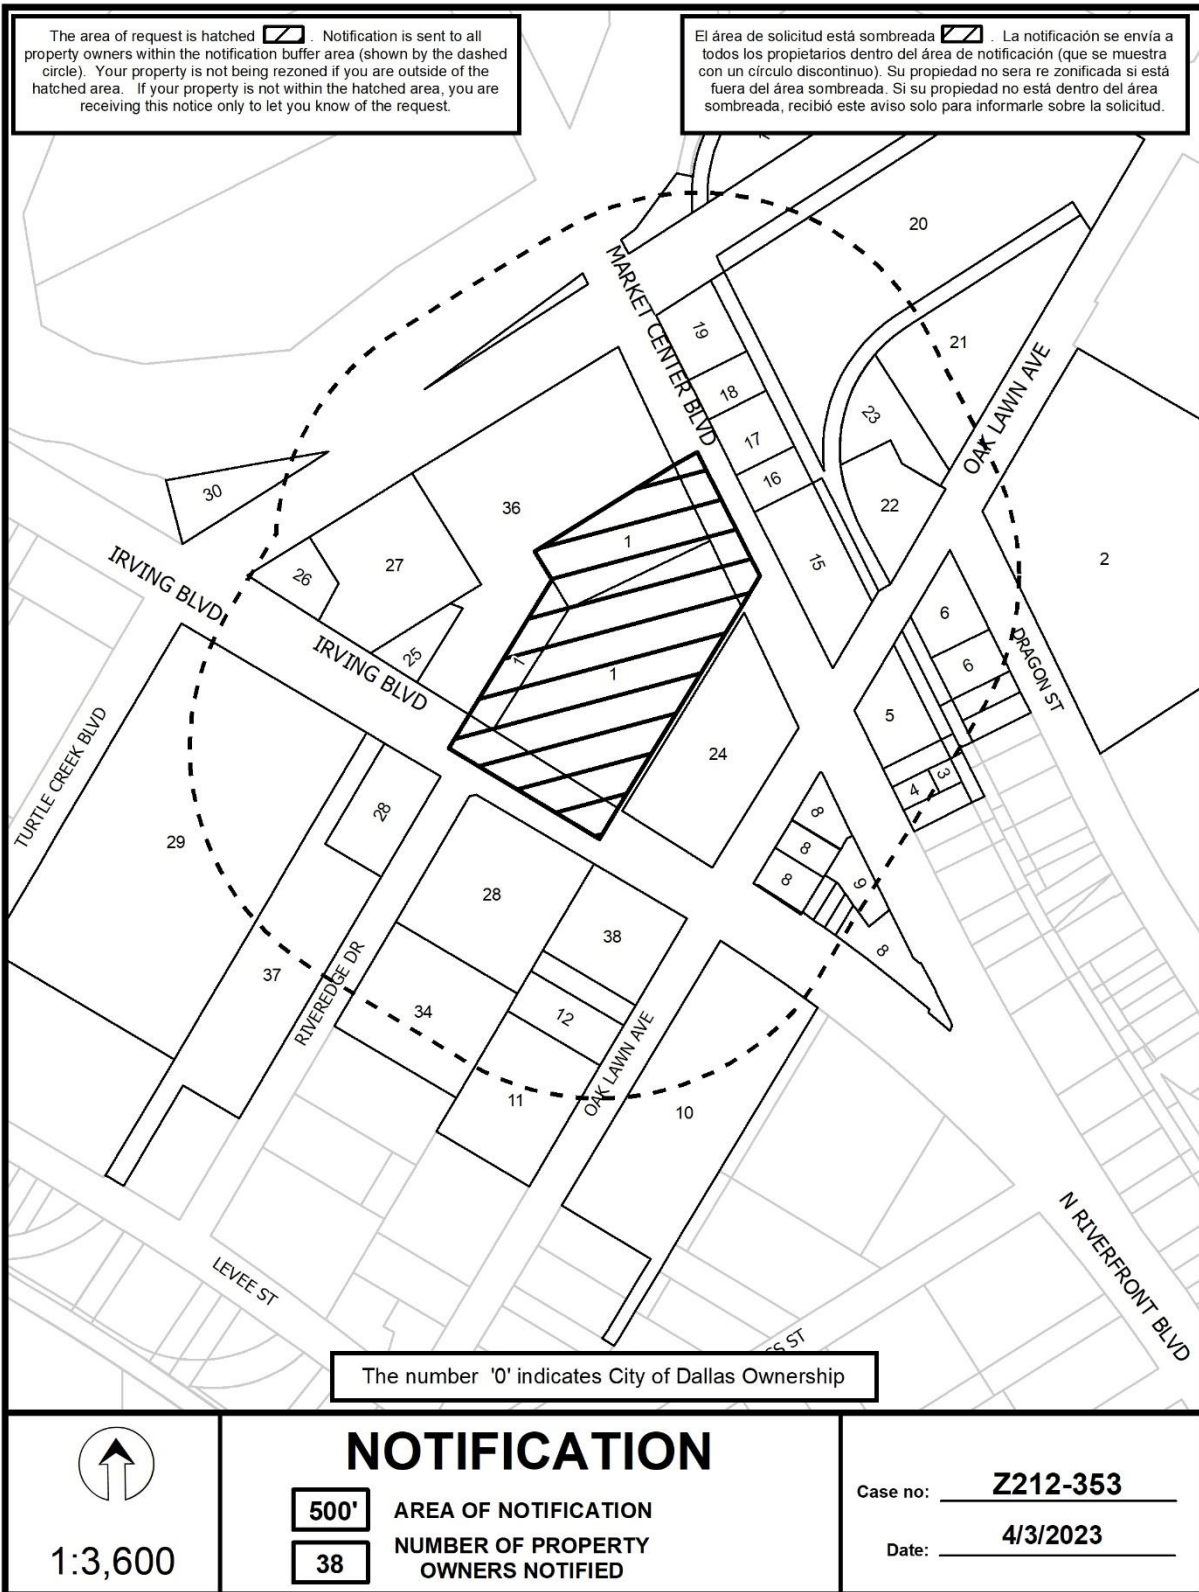 The area of request is hatched . Notification is sent to all
property owners within the notification buffer area (shown by the dashed
circle). Your property is not being rezoned if you are outside of the
hatched area. If your property is not within the hatched area, you are
receiving this notice only to let you know of the request.
El área de solicitud está sombreada . La notificación se envía a
todos los propietarios dentro del área de notificación (que se muestra
con un círculo discontinuo). Su propiedad no sera re zonificada si está
fuera del área sombreada. Si su propiedad no está dentro del área
sombreada, recibió este aviso solo para informarle sobre la solicitud.
20
MARKET CENTER BLVD
19
21
18
OAK LAWN AVE
23
17
16
30
36
22
1
2
IRVING BLVD
27
26
15
6
DRAGON ST
6
25
1
1
IRVING BLVD
5
24
TURTLE CREEK BLVD
3
4
28
8
29
8
8
9
28
38
8
37
RIVEREDGE DR
34
12
OAK LAWN AVE
11
10
N RIVERFRONT BLVD
LEVEE ST
SS ST
The number '0' indicates City of Dallas Ownership
1:3,600
NOTIFICATION
500' AREA OF NOTIFICATION
38 NUMBER OF PROPERTY
OWNERS NOTIFIED
Case no: Z212-353
Date: 4/3/2023